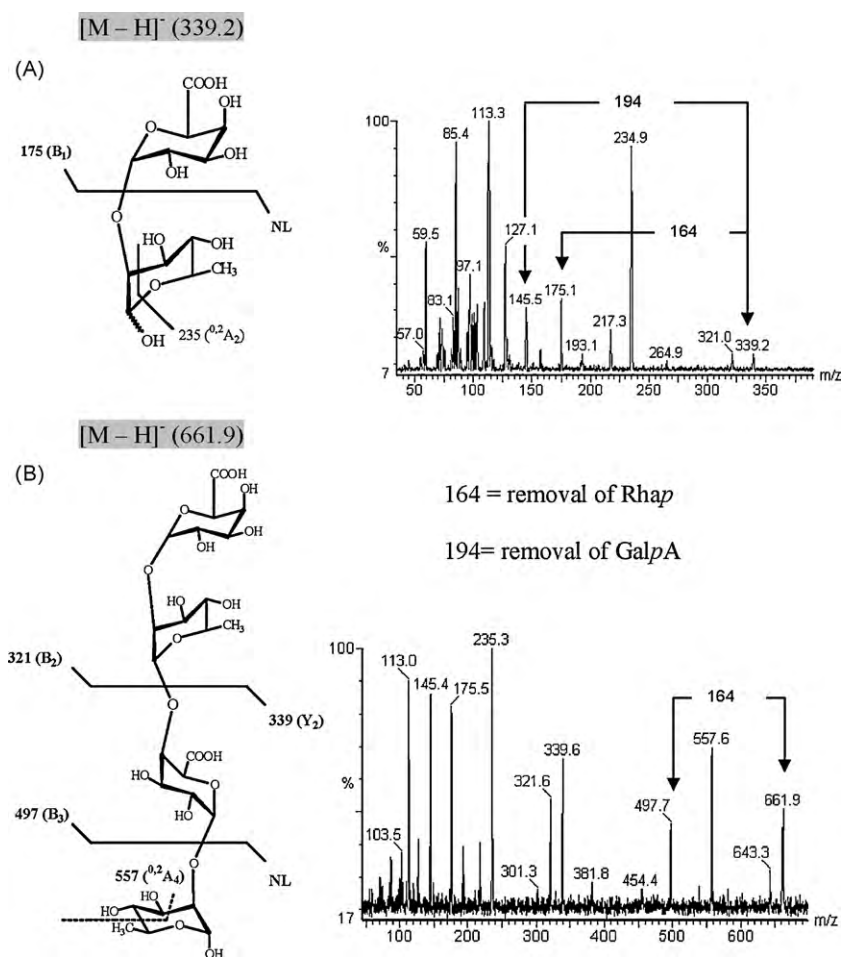 [M – H]⁻ (339.2)
(A)
COOH
OH
O
OH
OH
175 (B₁)
O
NL
HO
OH
O
CH₃
OH
235 (⁰,²A₂)
194
164
100
%
7
59.5
57.0
85.4
83.1
97.1
113.3
127.1
145.5
175.1
193.1
217.3
234.9
264.9
321.0
339.2
50 100 150 200 250 300 350 m/z
[M – H]⁻ (661.9)
(B)
COOH
OH
O
OH
OH
O
HO
OH
O
CH₃
321 (B₂)
O
339 (Y₂)
COOH
HO
O
HO
497 (B₃)
O
NL
557 (⁰,²A₄)
HO
HO
H₃C
O
OH
164 = removal of Rhap
194= removal of GalpA
164
100
%
17
103.5
113.0
145.4
175.5
235.3
301.3
321.6
339.6
381.8
454.4
497.7
557.6
643.3
661.9
100 200 300 400 500 600 m/z